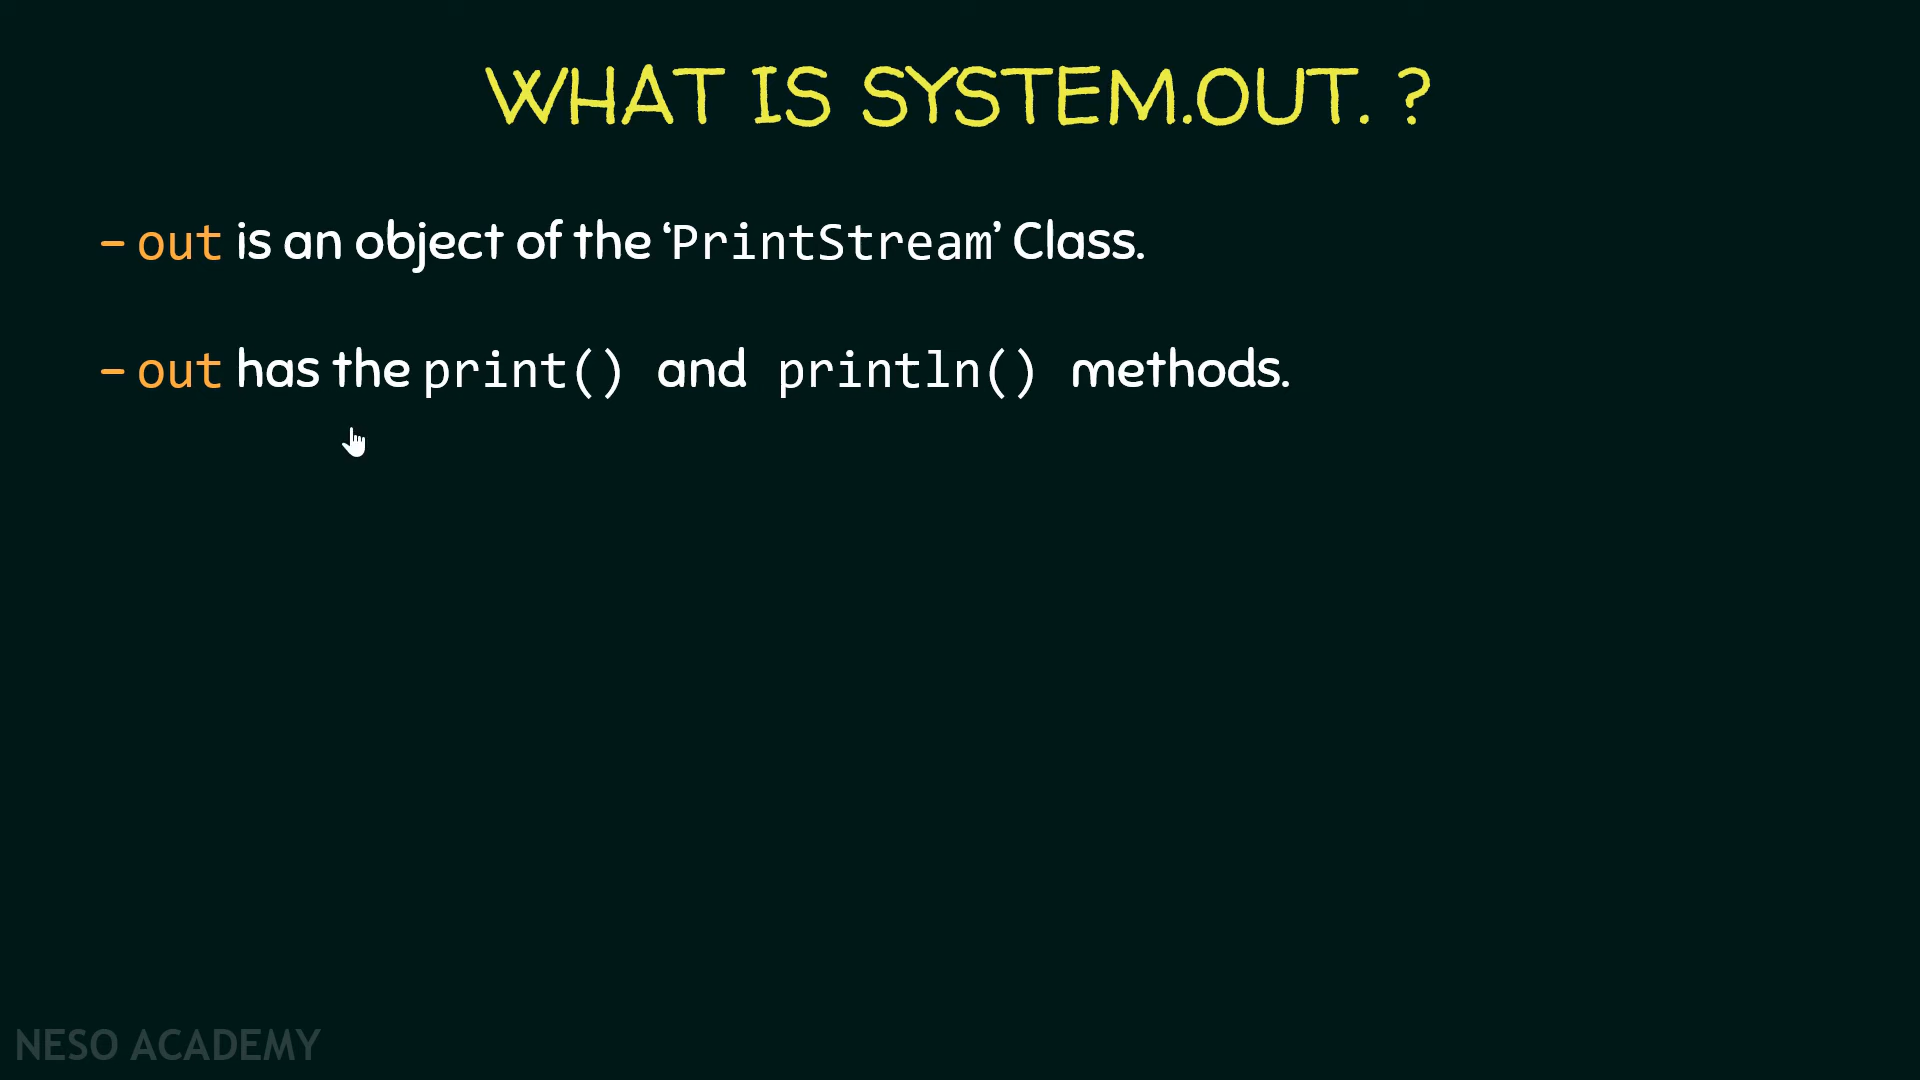 WHAT IS SYSTEM.OUT. ?
– out is an object of the ‘PrintStream’ Class.
– out has the print() and println() methods.
NESO ACADEMY